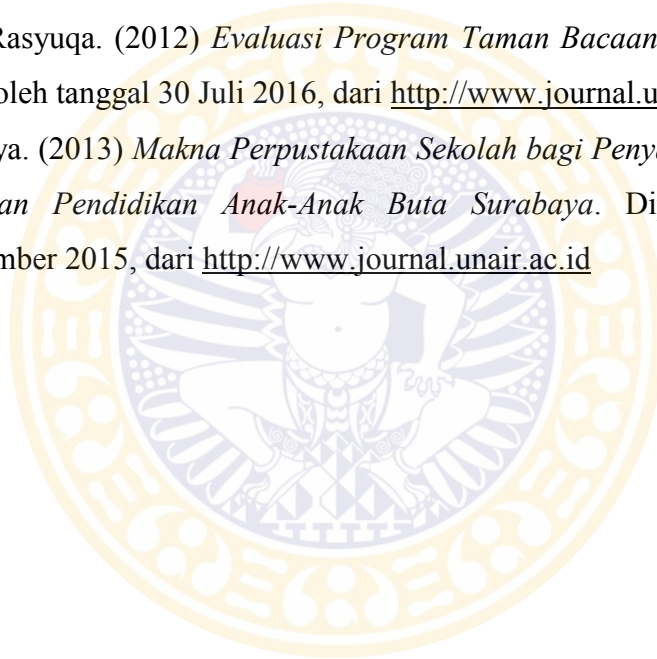 Rasyuqa. (2012) Evaluasi Program Taman Bacaan
oleh tanggal 30 Juli 2016, dari http://www.journal.u
ya. (2013) Makna Perpustakaan Sekolah bagi Penya
an Pendidikan Anak-Anak Buta Surabaya. Di
mber 2015, dari http://www.journal.unair.ac.id